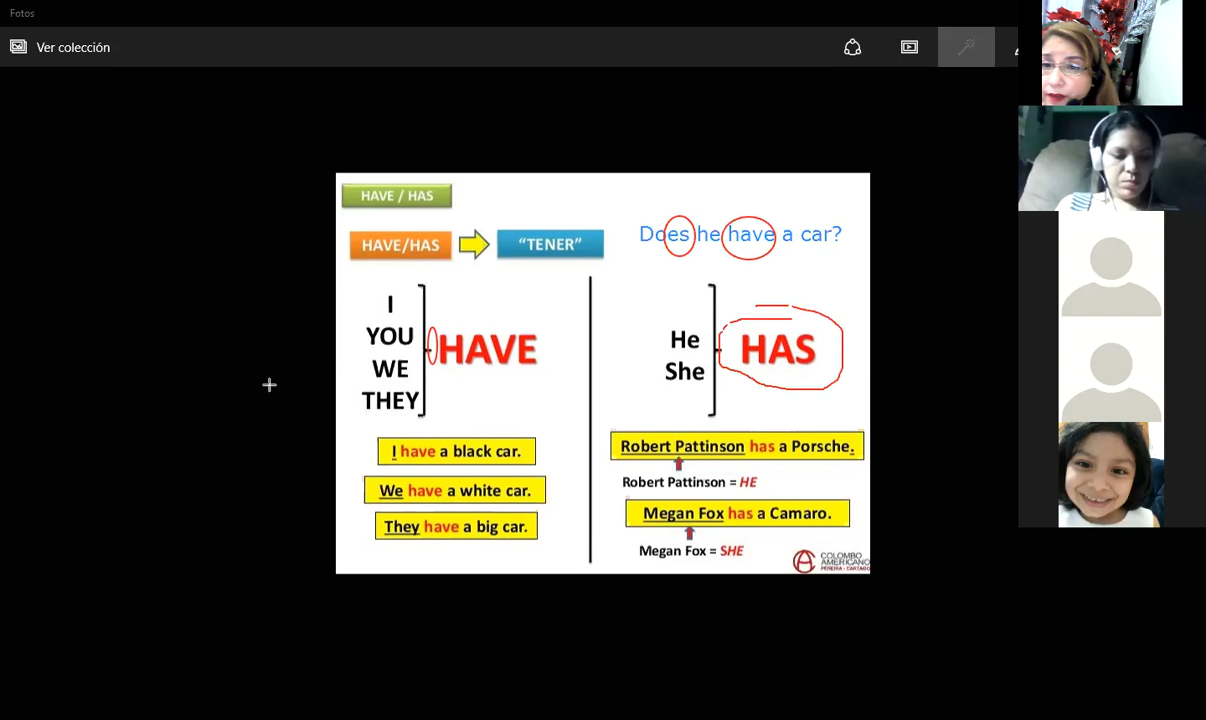 Fotos
Ver colección
HAVE / HAS
HAVE/HAS
“TENER”
Does he have a car?
I
YOU
WE
THEY
HAVE
He
She
HAS
I have a black car.
We have a white car.
They have a big car.
Robert Pattinson has a Porsche.
Robert Pattinson = HE
Megan Fox has a Camaro.
Megan Fox = SHE
COLOMBO
AMERICANO
PEREIRA - CARTAGO